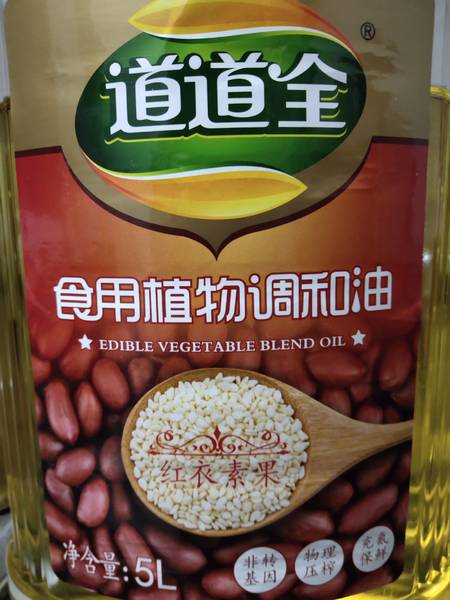 ®
道道全
食用植物调和油
EDIBLE VEGETABLE BLEND OIL
红衣素果
净含量:5L
非转
基因
物理
压榨
充氮
保鲜